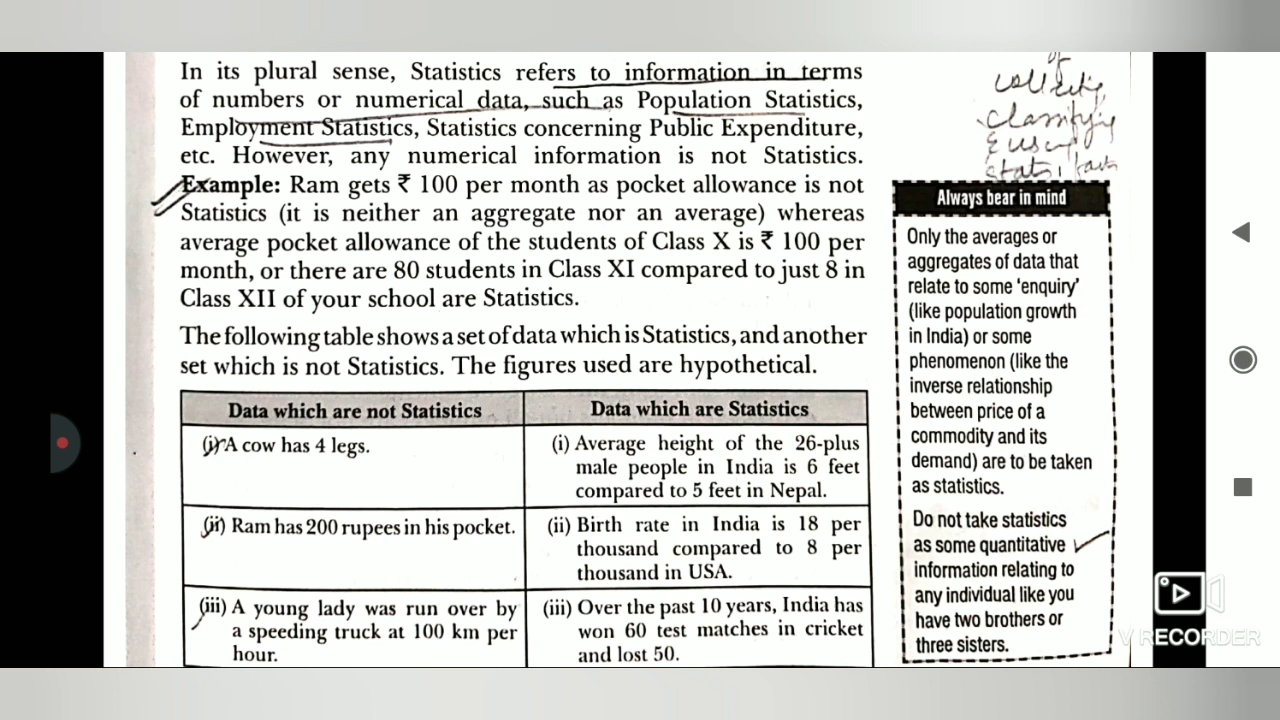 In its plural sense, Statistics refers to information in terms
of numbers or numerical data, such as Population Statistics,
Employment Statistics, Statistics concerning Public Expenditure,
etc. However, any numerical information is not Statistics.
Example: Ram gets ₹ 100 per month as pocket allowance is not
Statistics (it is neither an aggregate nor an average) whereas
average pocket allowance of the students of Class X is ₹ 100 per
month, or there are 80 students in Class XI compared to just 8 in
Class XII of your school are Statistics.
The following table shows a set of data which is Statistics, and another
set which is not Statistics. The figures used are hypothetical.
Data which are not Statistics
Data which are Statistics
(i) A cow has 4 legs.
(i) Average height of the 26-plus
male people in India is 6 feet
compared to 5 feet in Nepal.
(ii) Ram has 200 rupees in his pocket.
(ii) Birth rate in India is 18 per
thousand compared to 8 per
thousand in USA.
(iii) A young lady was run over by
a speeding truck at 100 km per
hour.
(iii) Over the past 10 years, India has
won 60 test matches in cricket
and lost 50.
of
collecting
classifying
& using
Always bear in mind
Only the averages or
aggregates of data that
relate to some 'enquiry'
(like population growth
in India) or some
phenomenon (like the
inverse relationship
between price of a
commodity and its
demand) are to be taken
as statistics.
Do not take statistics
as some quantitative
information relating to
any individual like you
have two brothers or
three sisters.
V RECORDER